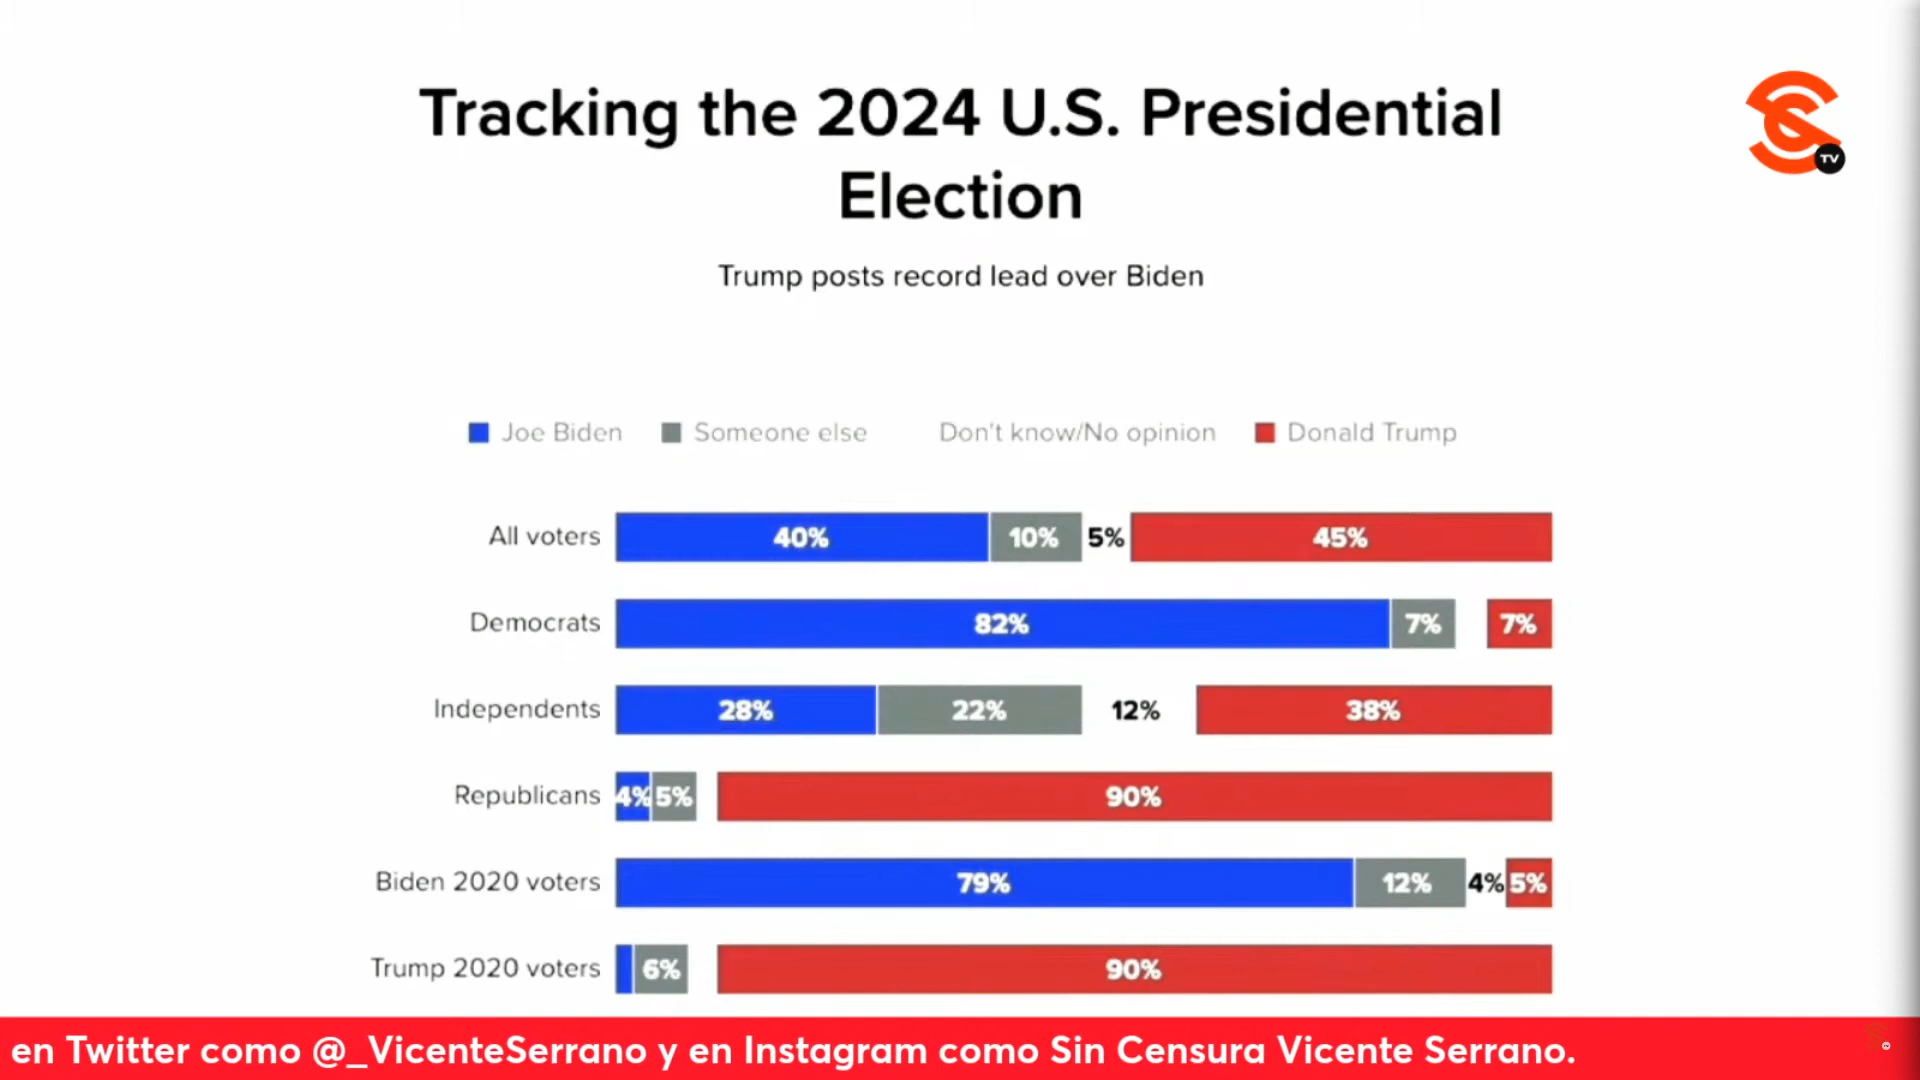 Tracking the 2024 U.S. Presidential
Election
TV
Trump posts record lead over Biden
Joe Biden Someone else Don't know/No opinion Donald Trump
All voters 40% 10% 5% 45%
Democrats 82% 7% 7%
Independents 28% 22% 12% 38%
Republicans 4% 5% 90%
Biden 2020 voters 79% 12% 4% 5%
Trump 2020 voters 6% 90%
en Twitter como @_VicenteSerrano y en Instagram como Sin Censura Vicente Serrano.